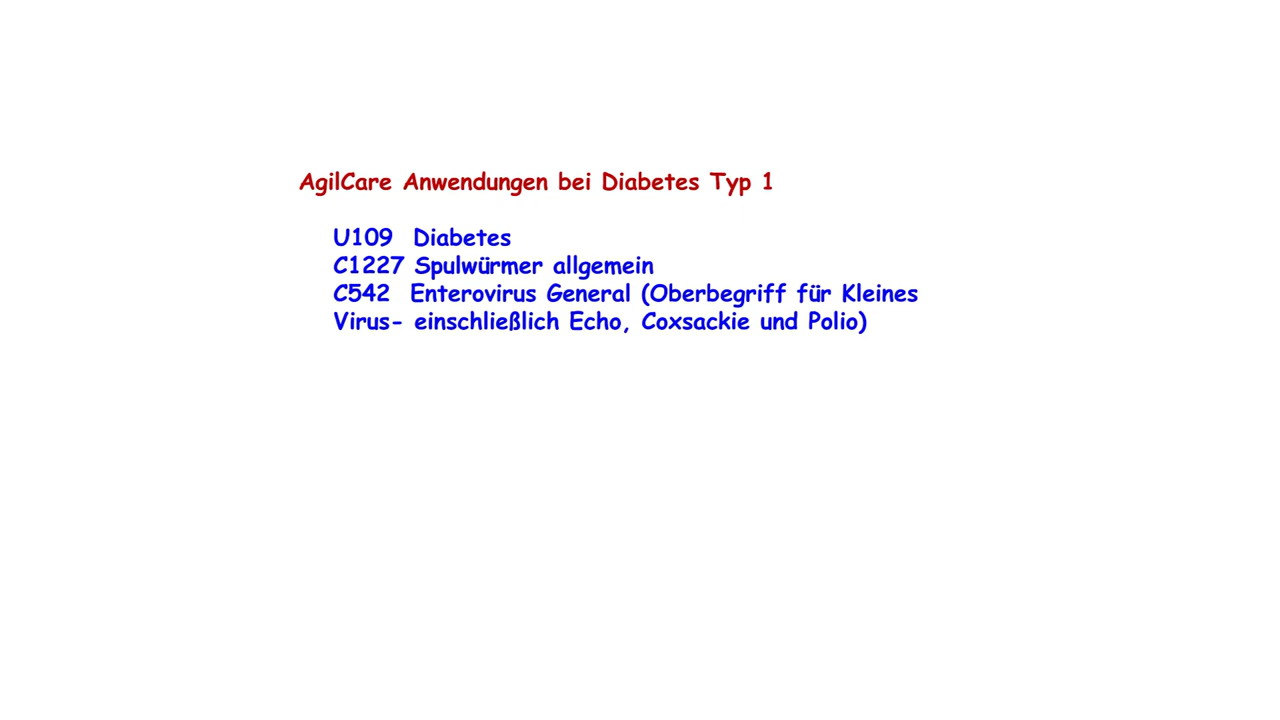 AgilCare Anwendungen bei Diabetes Typ 1
U109 Diabetes
C1227 Spulwürmer allgemein
C542 Enterovirus General (Oberbegriff für Kleines
Virus- einschließlich Echo, Coxsackie und Polio)